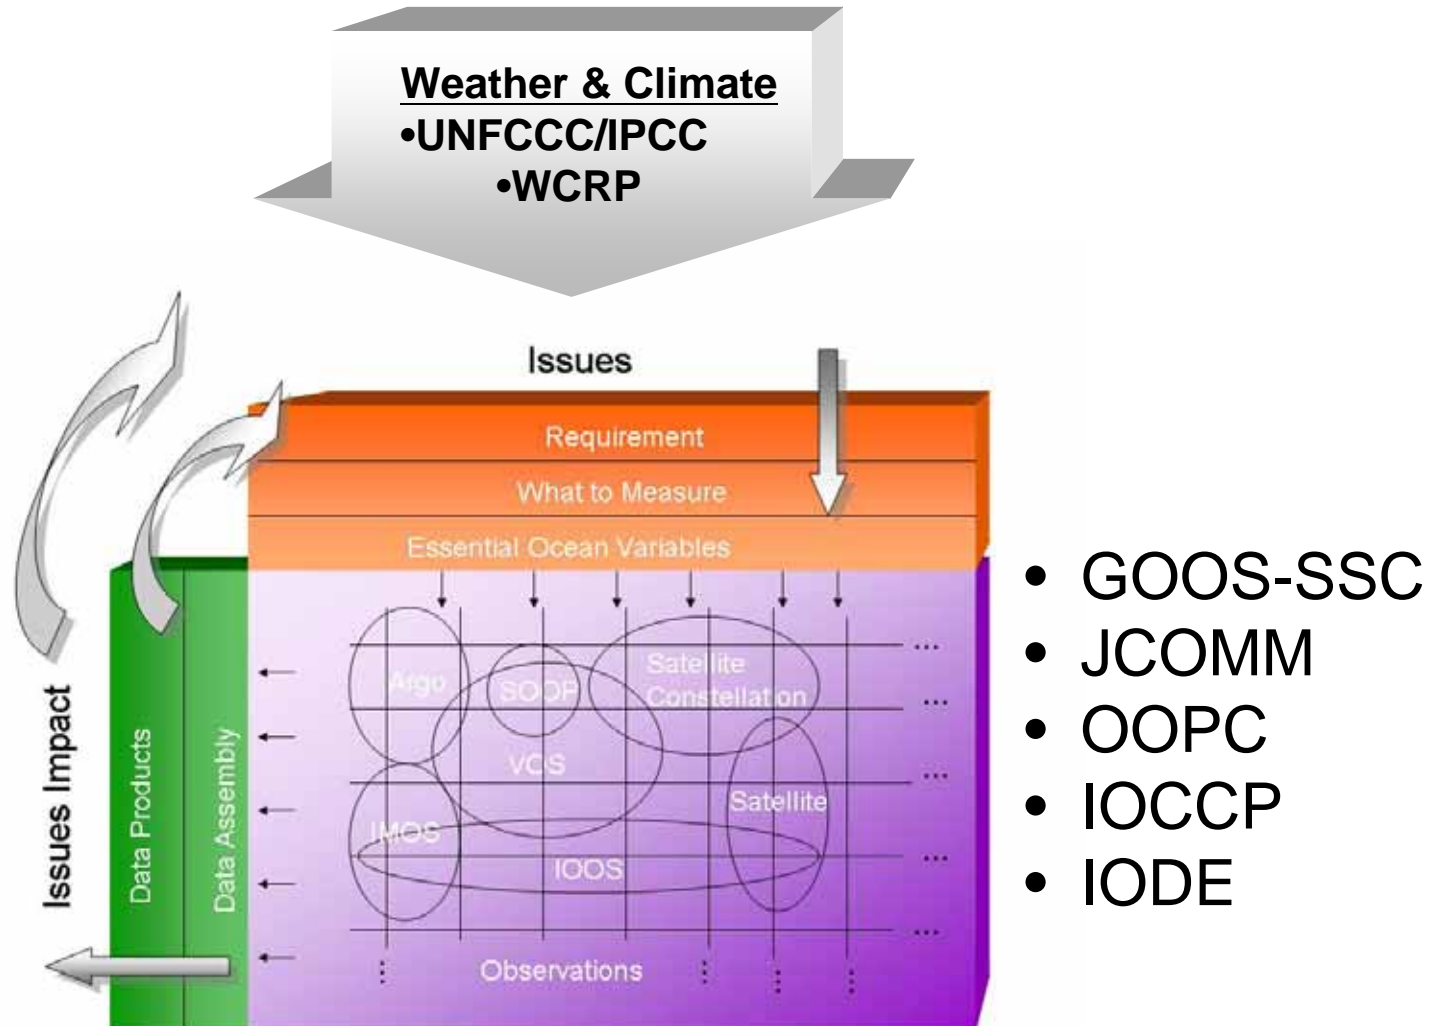 Weather & Climate
•UNFCCC/IPCC
•WCRP
Issues
Requirement
What to Measure
Essential Ocean Variables
Argo
SOOP
Satellite
Constellation
VOS
Satellite
IMOS
IOOS
Observations
Data Assembly
Data Products
Issues Impact
• GOOS-SSC
• JCOMM
• OOPC
• IOCCP
• IODE